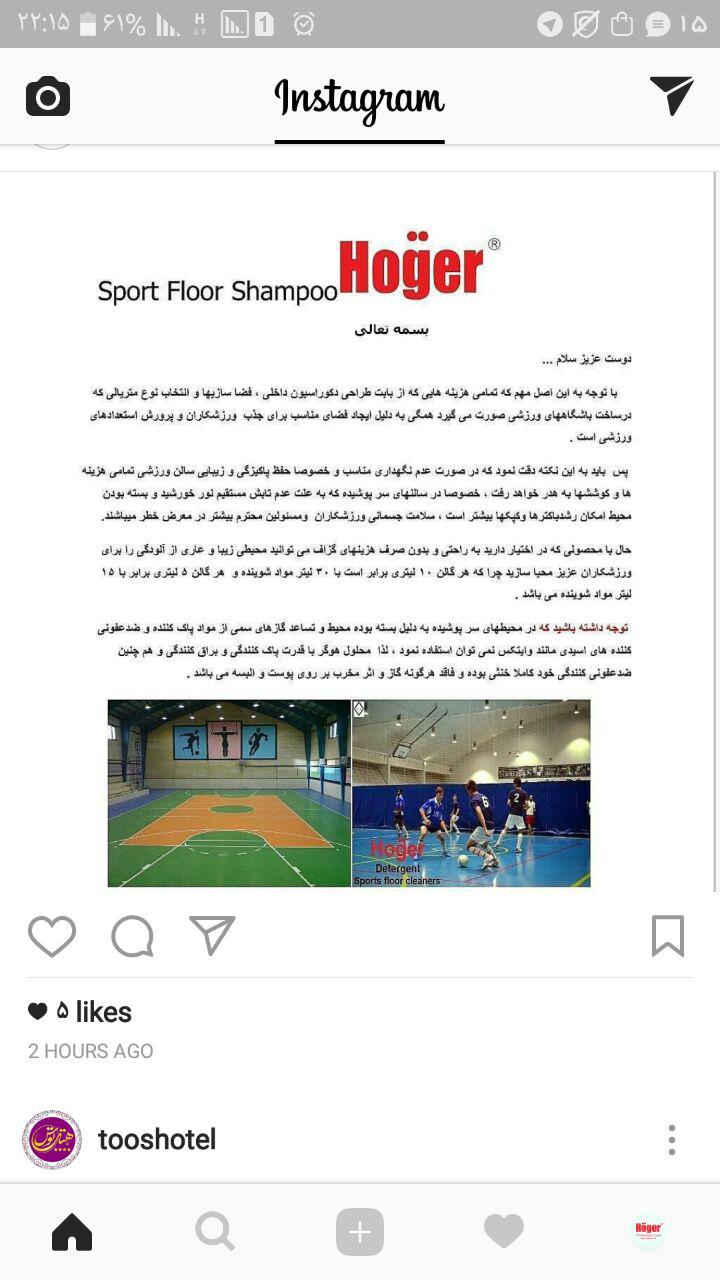 ۲۲:۱۵ ۶۱% H 1 ۱۵
Instagram
Sport Floor Shampoo Hoger ®
بسمه تعالی
دوست عزیز سلام ...
با توجه به این اصل مهم که تمامی هزینه هایی که از بابت طراحی دکوراسیون داخلی ، فضا سازیها و انتخاب نوع متریالی که
درساخت باشگاههای ورزشی صورت می گیرد همگی به دلیل ایجاد فضای مناسب برای جذب ورزشکاران و پرورش استعدادهای
ورزشی است .
پس باید به این نکته دقت نمود که در صورت عدم نگهداری مناسب و خصوصا حفظ پاکیزگی و زیبایی سالن ورزشی تمامی هزینه
ها و کوششها به هدر خواهد رفت ، خصوصا در سالنهای سر پوشیده که به علت عدم تابش مستقیم نور خورشید و بسته بودن
محیط امکان رشدباکترها وکپکها بیشتر است ، سلامت جسمانی ورزشکاران ومسئولین محترم بیشتر در معرض خطر میباشند.
حال با محصولی که در اختیار دارید به راحتی و بدون صرف هزینهای گزاف می توانید محیطی زیبا و عاری از آلودگی را برای
ورزشکاران عزیز محیا سازید چرا که هر گالن ۱۰ لیتری برابر است با ۳۰ لیتر مواد شوینده و هر گالن ۵ لیتری برابر با ۱۵
لیتر مواد شوینده می باشد .
توجه داشته باشید که در محیطهای سر پوشیده به دلیل بسته بوده محیط و تساعد گازهای سمی از مواد پاک کننده و ضدعفونی
کننده های اسیدی مانند وایتکس نمی توان استفاده نمود ، لذا محلول هوگر با قدرت پاک کنندگی و براق کنندگی و هم چنین
ضدعفونی کنندگی خود کاملا خنثی بوده و فاقد هرگونه گاز و اثر مخرب بر روی پوست و البسه می باشد .
6 2
Hoger
Detergent
Sports floor cleaners
۵ likes
2 HOURS AGO
هتل توس
tooshotel
Hoger